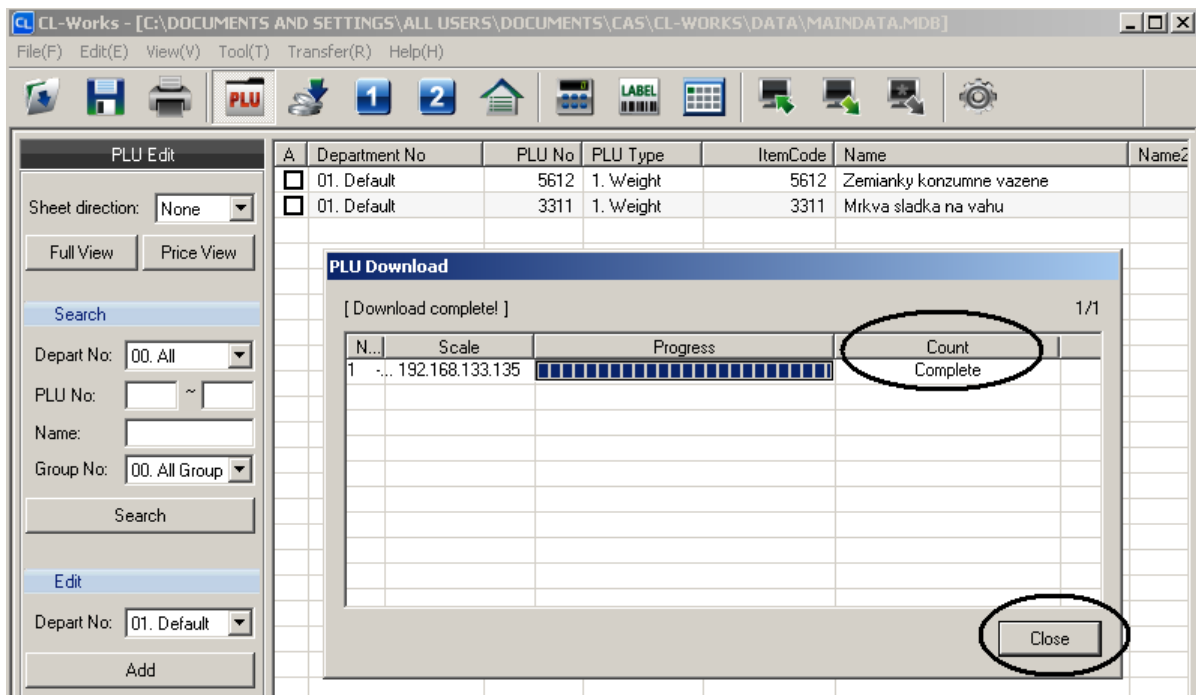 CL CL-Works - [C:\DOCUMENTS AND SETTINGS\ALL USERS\DOCUMENTS\CAS\CL-WORKS\DATA\MAINDATA.MDB]
File(F) Edit(E) View(V) Tool(T) Transfer(R) Help(H)
PLU 1 2 LABEL
PLU Edit
Sheet direction: None
Full View Price View
Search
Depart No: 00. All
PLU No: ~
Name:
Group No: 00. All Group
Search
Edit
Depart No: 01. Default
Add
A Department No PLU No PLU Type ItemCode Name Name2
01. Default 5612 1. Weight 5612 Zemianky konzumne vazene
01. Default 3311 1. Weight 3311 Mrkva sladka na vahu
PLU Download
[ Download complete! ] 1/1
N... Scale Progress Count
1 -... 192.168.133.135 Complete
Close